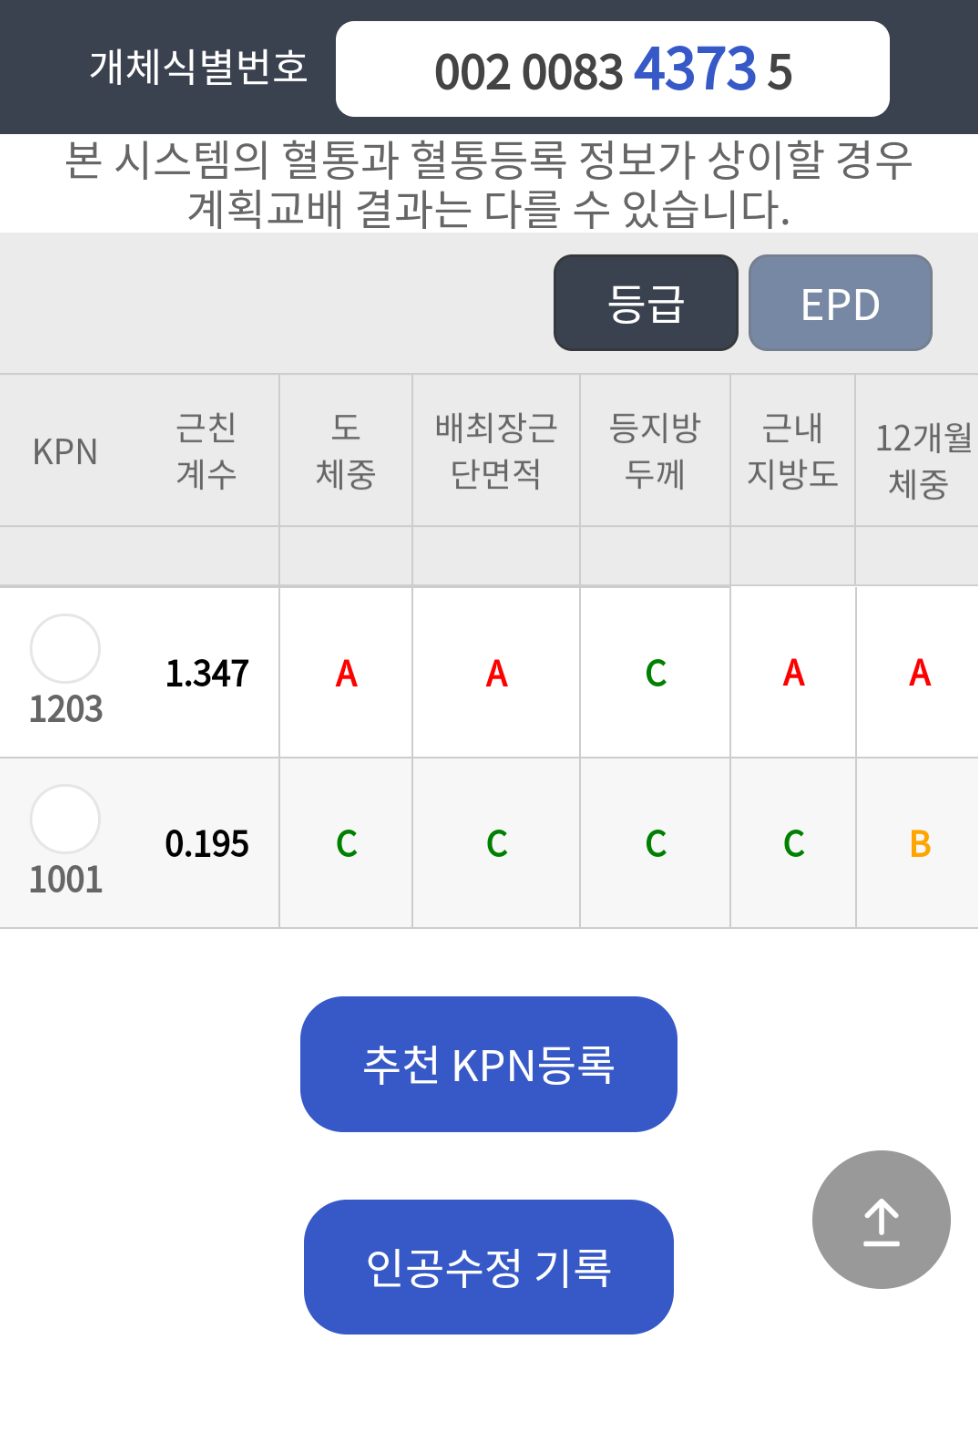 개체식별번호 002 0083 4373 5
본 시스템의 혈통과 혈통등록 정보가 상이할 경우
계획교배 결과는 다를 수 있습니다.
등급 EPD
KPN 근친계수 도체중 배최장근단면적 등지방두께 근내지방도 12개월체중
1203 1.347 A A C A A
1001 0.195 C C C C B
추천 KPN등록
인공수정 기록